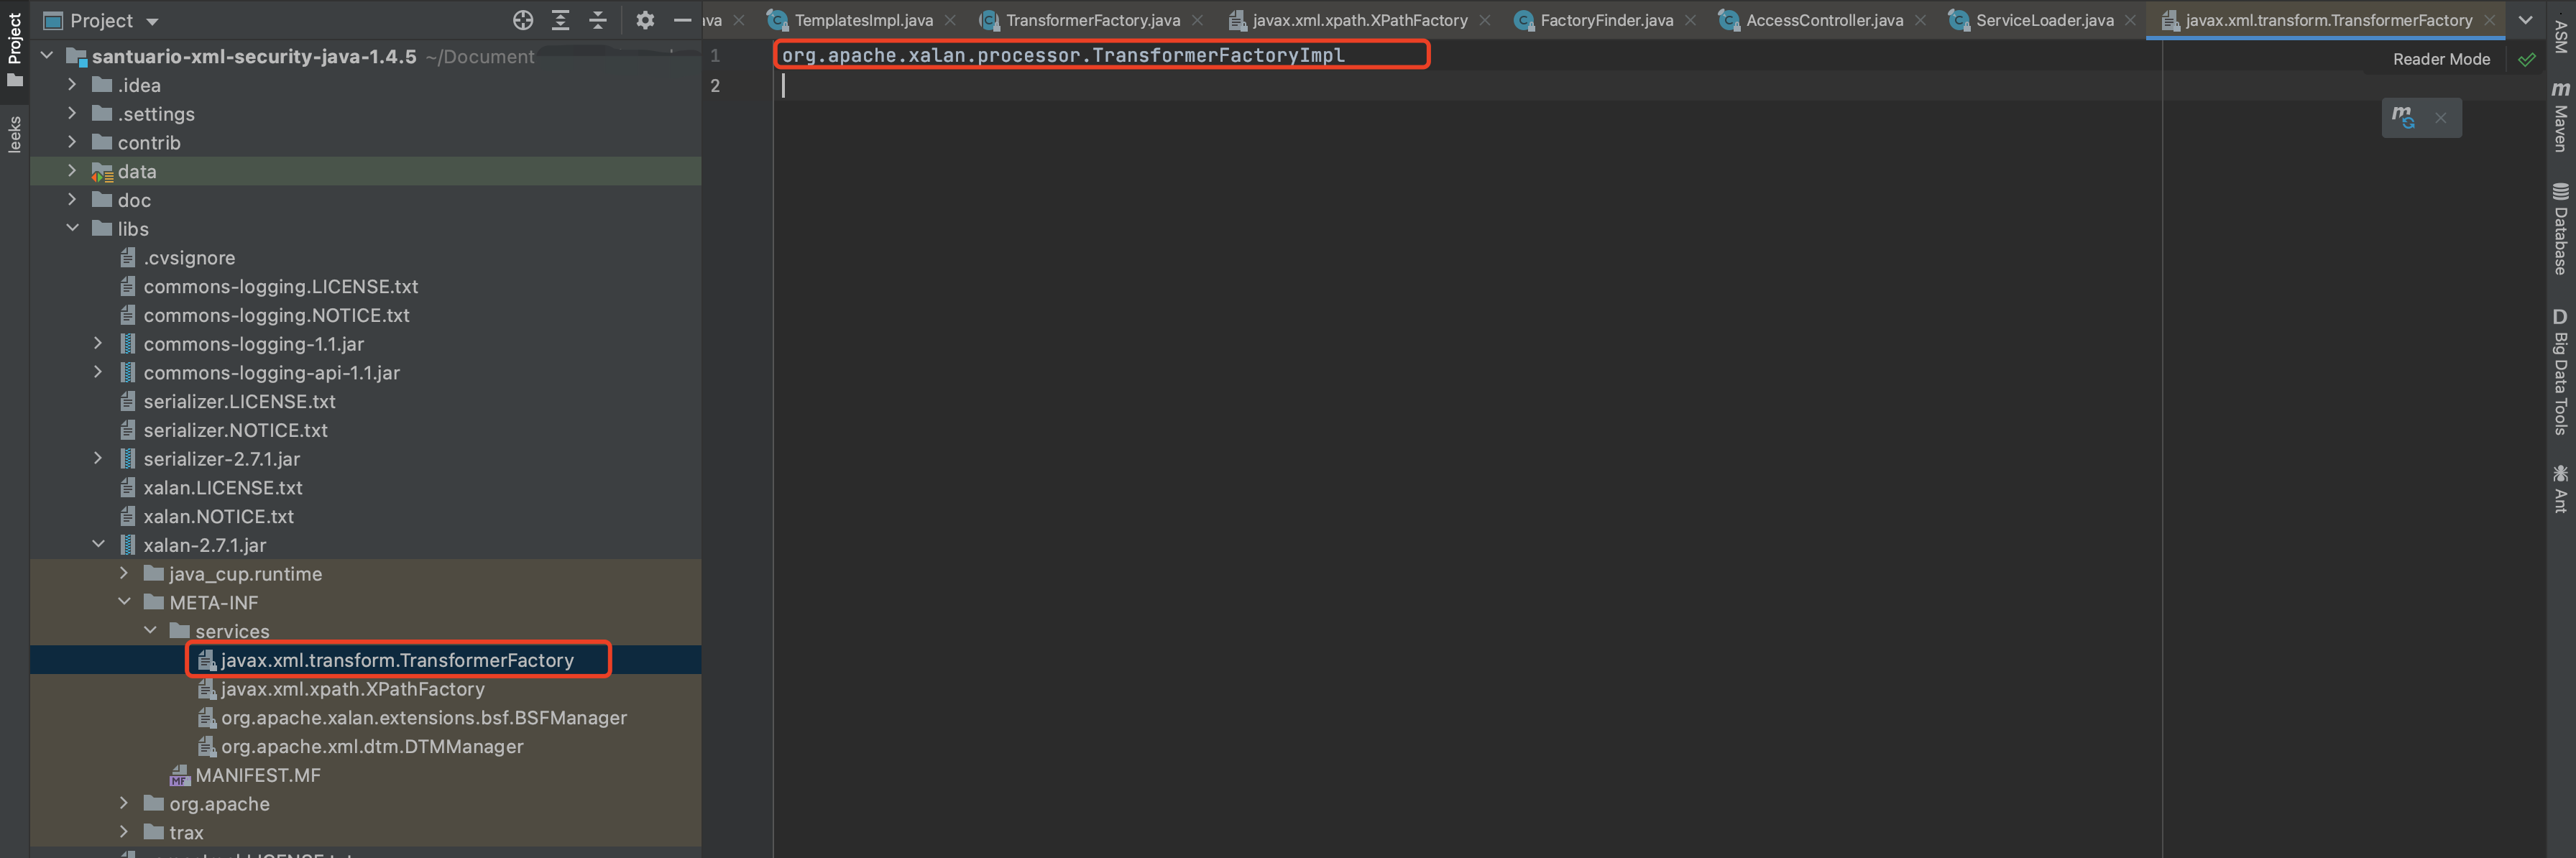 Project
leeks
Project
santuario-xml-security-java-1.4.5 ~/Document
.idea
.settings
contrib
data
doc
libs
.cvsignore
commons-logging.LICENSE.txt
commons-logging.NOTICE.txt
commons-logging-1.1.jar
commons-logging-api-1.1.jar
serializer.LICENSE.txt
serializer.NOTICE.txt
serializer-2.7.1.jar
xalan.LICENSE.txt
xalan.NOTICE.txt
xalan-2.7.1.jar
java_cup.runtime
META-INF
services
javax.xml.transform.TransformerFactory
javax.xml.xpath.XPathFactory
org.apache.xalan.extensions.bsf.BSFManager
org.apache.xml.dtm.DTMManager
MANIFEST.MF
org.apache
trax
va TemplatesImpl.java TransformerFactory.java javax.xml.xpath.XPathFactory FactoryFinder.java AccessController.java ServiceLoader.java javax.xml.transform.TransformerFactory
1 org.apache.xalan.processor.TransformerFactoryImpl
2
Reader Mode
ASM
Maven
Database
Big Data Tools
Ant